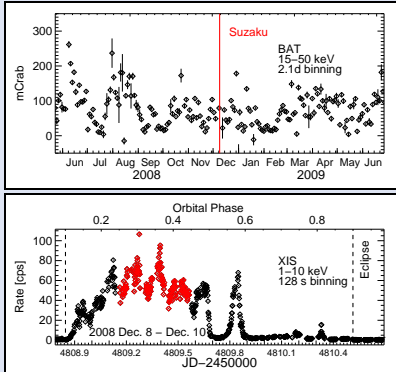 Suzaku
BAT
15–50 keV
2.1d binning
mCrab
300
200
100
0
Jun Jul Aug Sep Oct Nov Dec Jan Feb Mar Apr May Jun
2008 2009
Orbital Phase
0.2 0.4 0.6 0.8
XIS
1–10 keV
128 s binning
Eclipse
Rate [cps]
100
80
60
40
20
0
2008 Dec. 8 – Dec. 10
4808.9 4809.2 4809.5 4809.8 4810.1 4810.4
JD–2450000